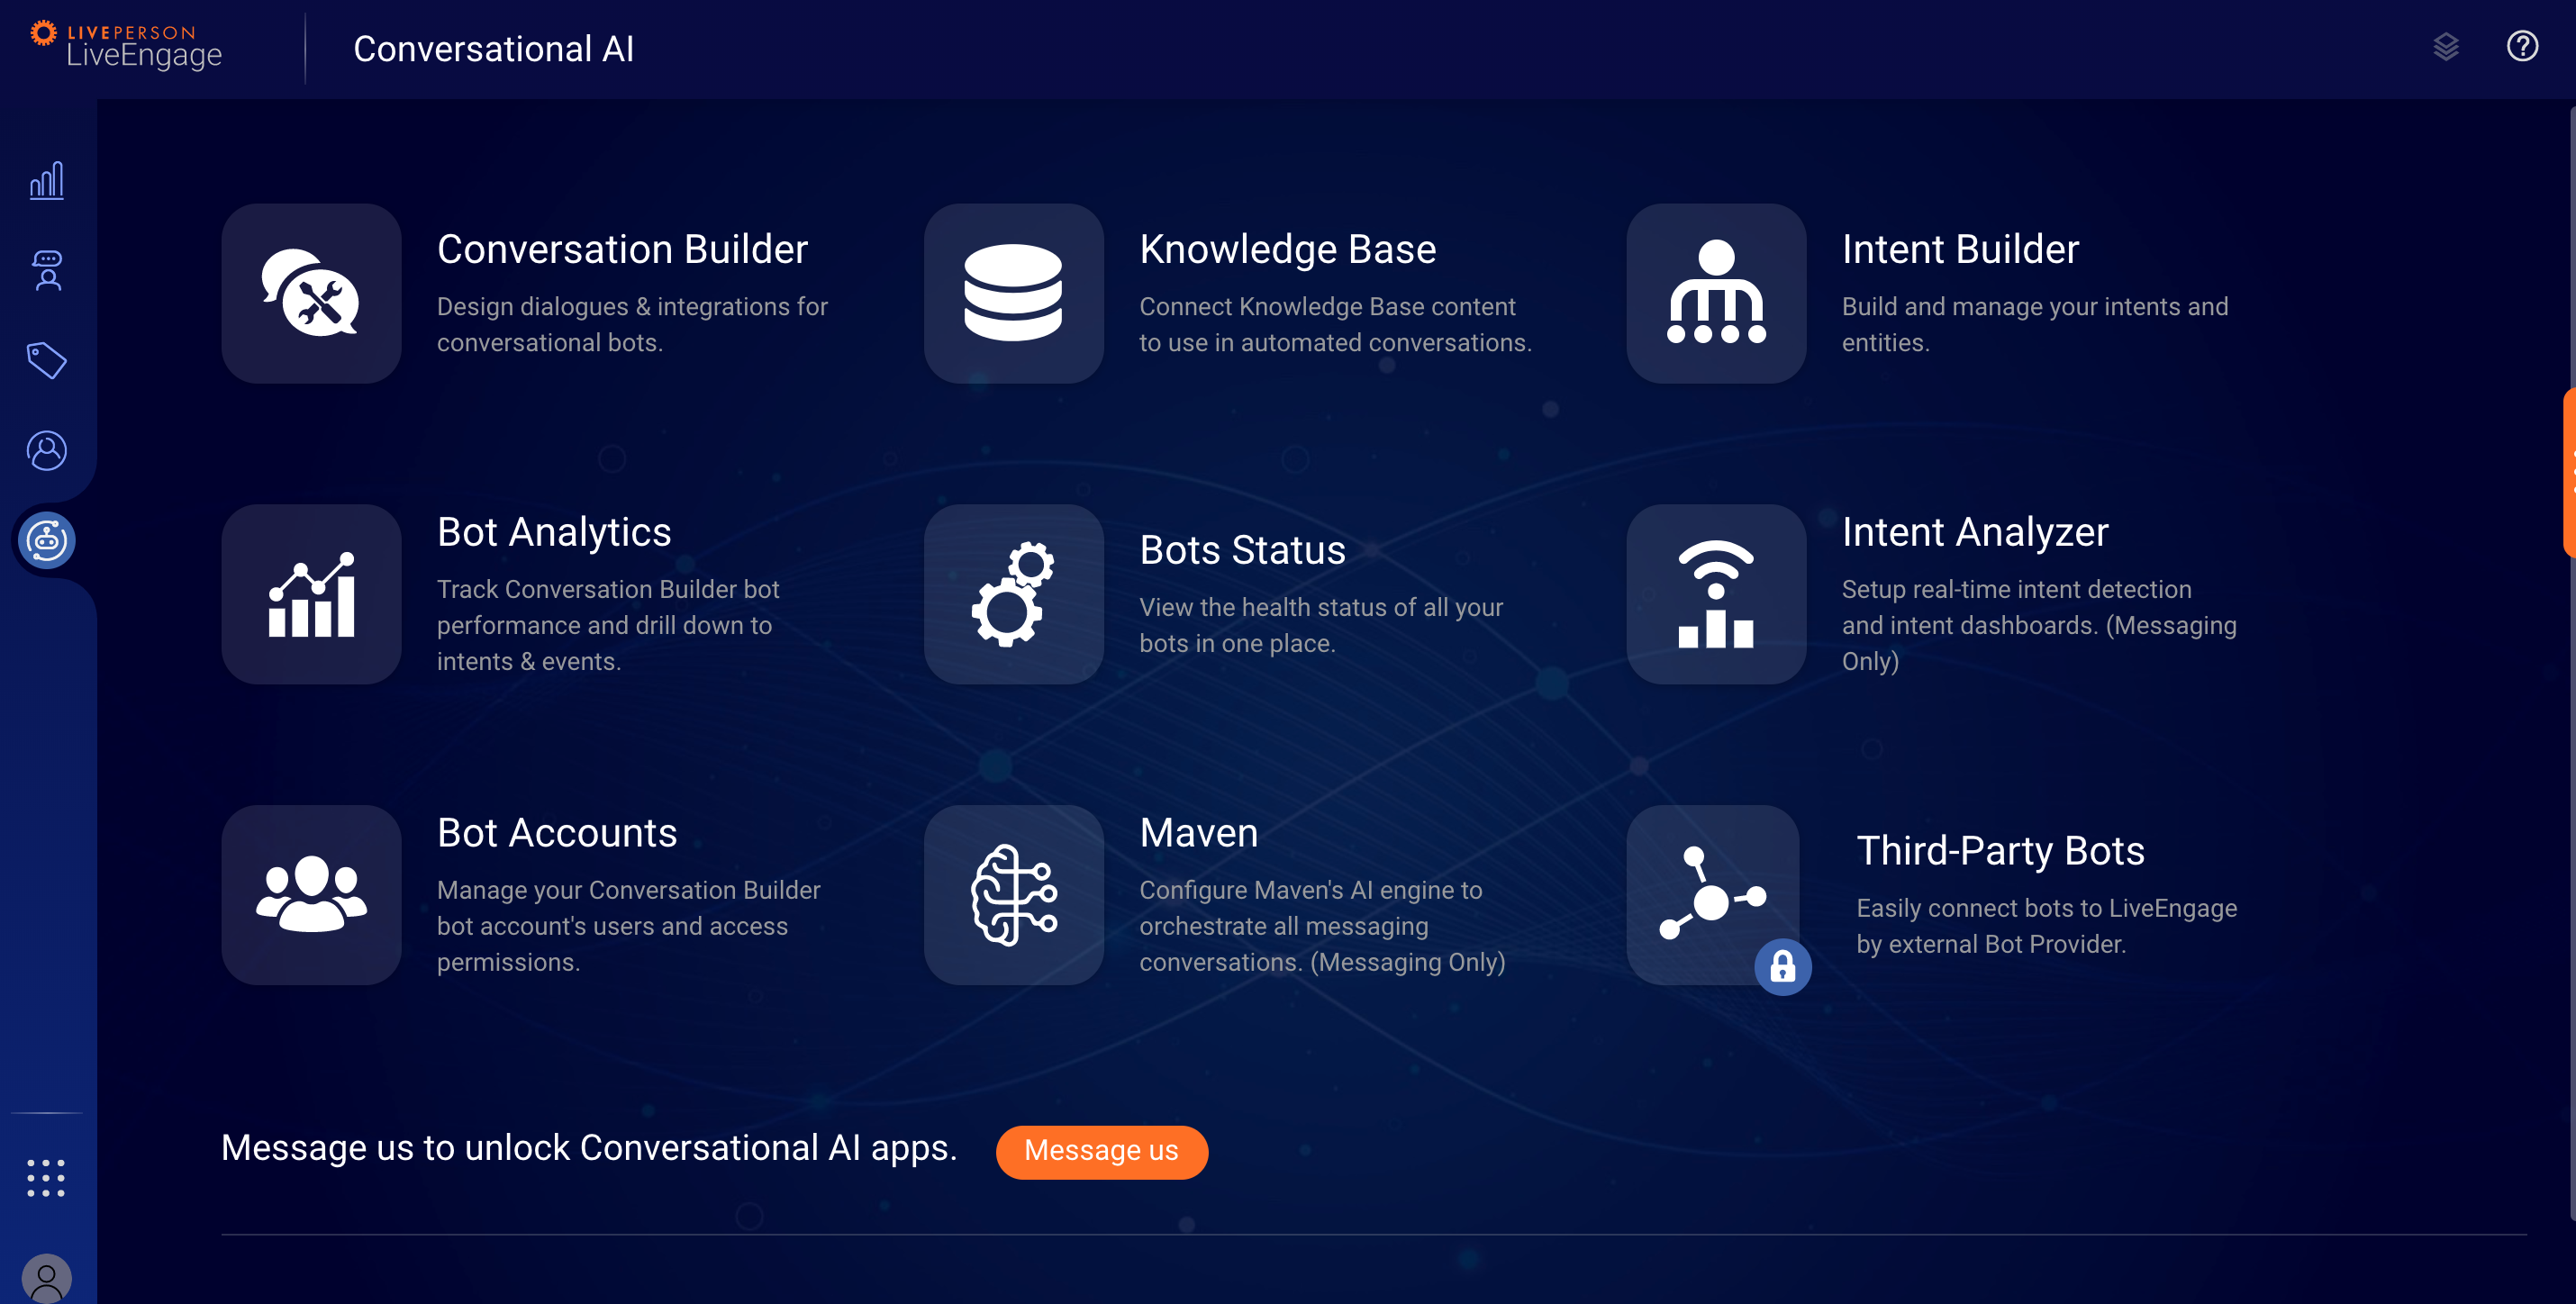 LIVEPERSON
LiveEngage
Conversational AI
Conversation Builder
Design dialogues & integrations for
conversational bots.
Knowledge Base
Connect Knowledge Base content
to use in automated conversations.
Intent Builder
Build and manage your intents and
entities.
Bot Analytics
Track Conversation Builder bot
performance and drill down to
intents & events.
Bots Status
View the health status of all your
bots in one place.
Intent Analyzer
Setup real-time intent detection
and intent dashboards. (Messaging
Only)
Bot Accounts
Manage your Conversation Builder
bot account's users and access
permissions.
Maven
Configure Maven's AI engine to
orchestrate all messaging
conversations. (Messaging Only)
Third-Party Bots
Easily connect bots to LiveEngage
by external Bot Provider.
Message us to unlock Conversational AI apps.
Message us